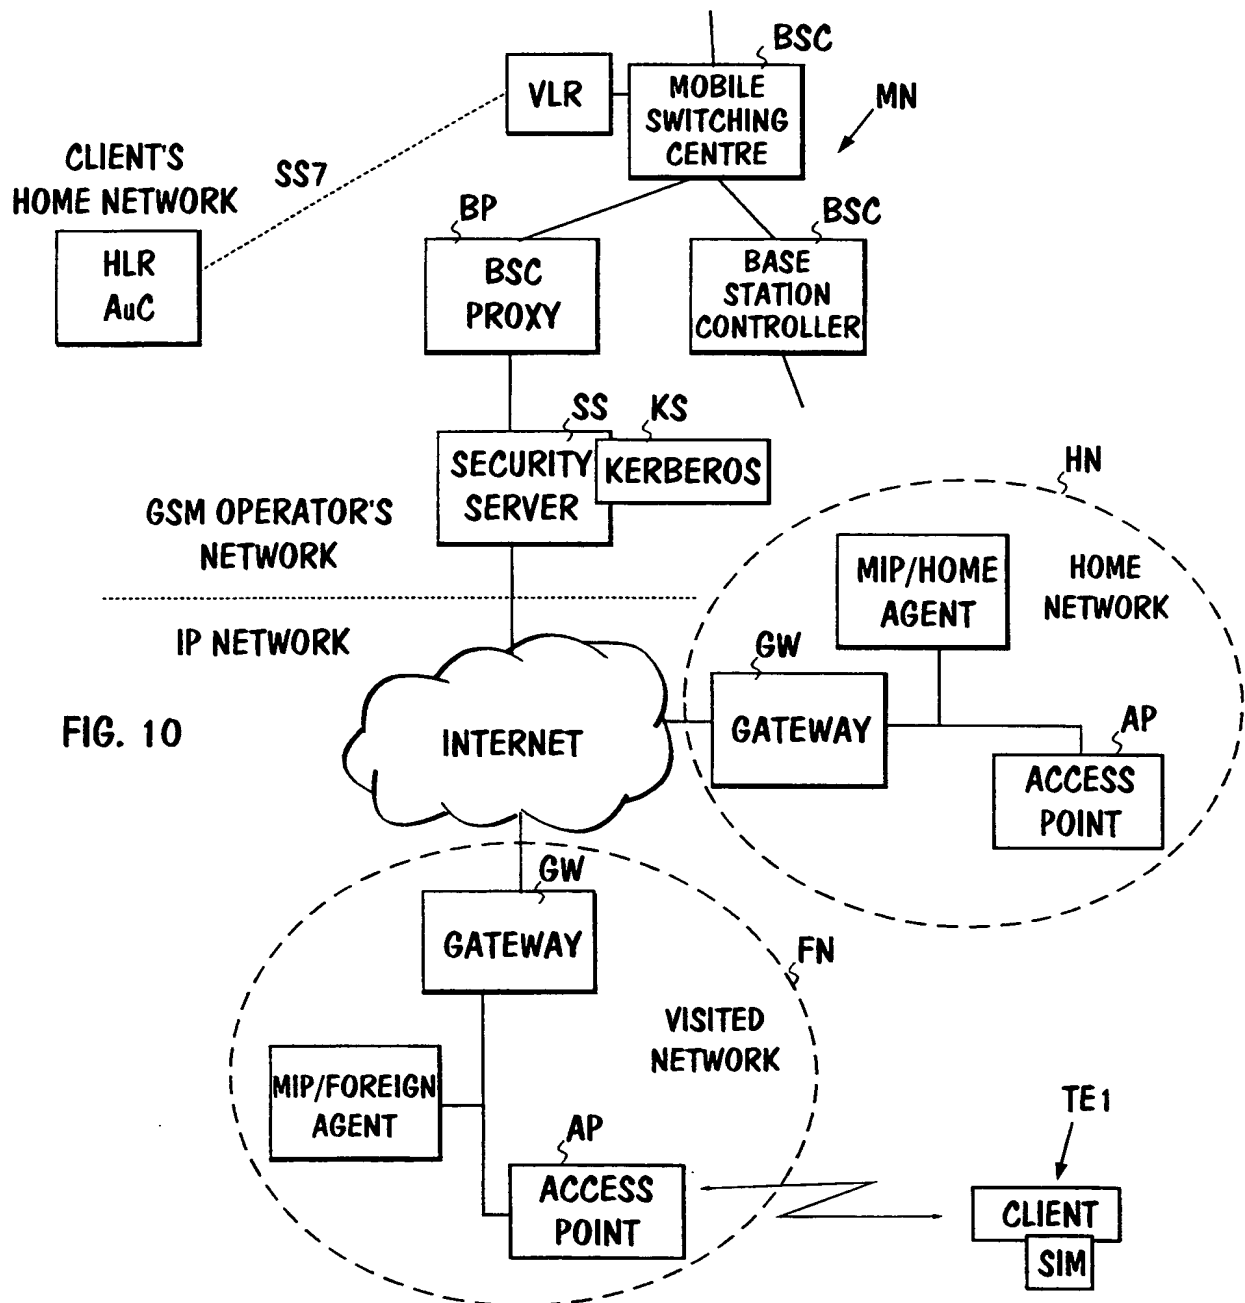 BSC
VLR
MOBILE
SWITCHING
CENTRE
MN
CLIENT'S
HOME NETWORK
SS7
HLR
AuC
BP
BSC
PROXY
BSC
BASE
STATION
CONTROLLER
SS
KS
SECURITY
SERVER
KERBEROS
GSM OPERATOR'S
NETWORK
IP NETWORK
HN
MIP/HOME
AGENT
HOME
NETWORK
GW
GATEWAY
AP
ACCESS
POINT
FIG. 10
INTERNET
GW
GATEWAY
FN
VISITED
NETWORK
MIP/FOREIGN
AGENT
AP
ACCESS
POINT
TE1
CLIENT
SIM